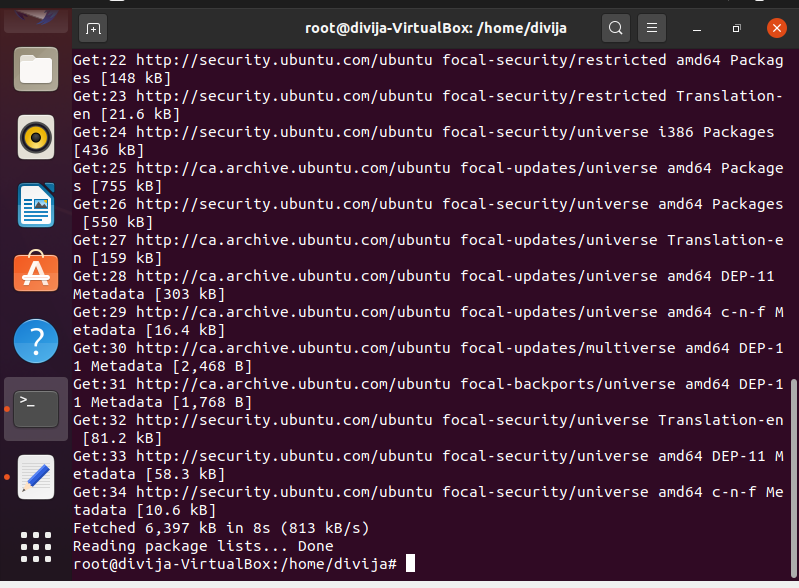 root@divija-VirtualBox: /home/divija
Get:22 http://security.ubuntu.com/ubuntu focal-security/restricted amd64 Packag
es [148 kB]
Get:23 http://security.ubuntu.com/ubuntu focal-security/restricted Translation-
en [21.6 kB]
Get:24 http://security.ubuntu.com/ubuntu focal-security/universe i386 Packages
[436 kB]
Get:25 http://ca.archive.ubuntu.com/ubuntu focal-updates/universe amd64 Package
s [755 kB]
Get:26 http://security.ubuntu.com/ubuntu focal-security/universe amd64 Packages
 [550 kB]
Get:27 http://ca.archive.ubuntu.com/ubuntu focal-updates/universe Translation-e
n [159 kB]
Get:28 http://ca.archive.ubuntu.com/ubuntu focal-updates/universe amd64 DEP-11
Metadata [303 kB]
Get:29 http://ca.archive.ubuntu.com/ubuntu focal-updates/universe amd64 c-n-f M
etadata [16.4 kB]
Get:30 http://ca.archive.ubuntu.com/ubuntu focal-updates/multiverse amd64 DEP-1
1 Metadata [2,468 B]
Get:31 http://ca.archive.ubuntu.com/ubuntu focal-backports/universe amd64 DEP-1
1 Metadata [1,768 B]
Get:32 http://security.ubuntu.com/ubuntu focal-security/universe Translation-en
[81.2 kB]
Get:33 http://security.ubuntu.com/ubuntu focal-security/universe amd64 DEP-11 M
etadata [58.3 kB]
Get:34 http://security.ubuntu.com/ubuntu focal-security/universe amd64 c-n-f Me
tadata [10.6 kB]
Fetched 6,397 kB in 8s (813 kB/s)
Reading package lists... Done
root@divija-VirtualBox:/home/divija#